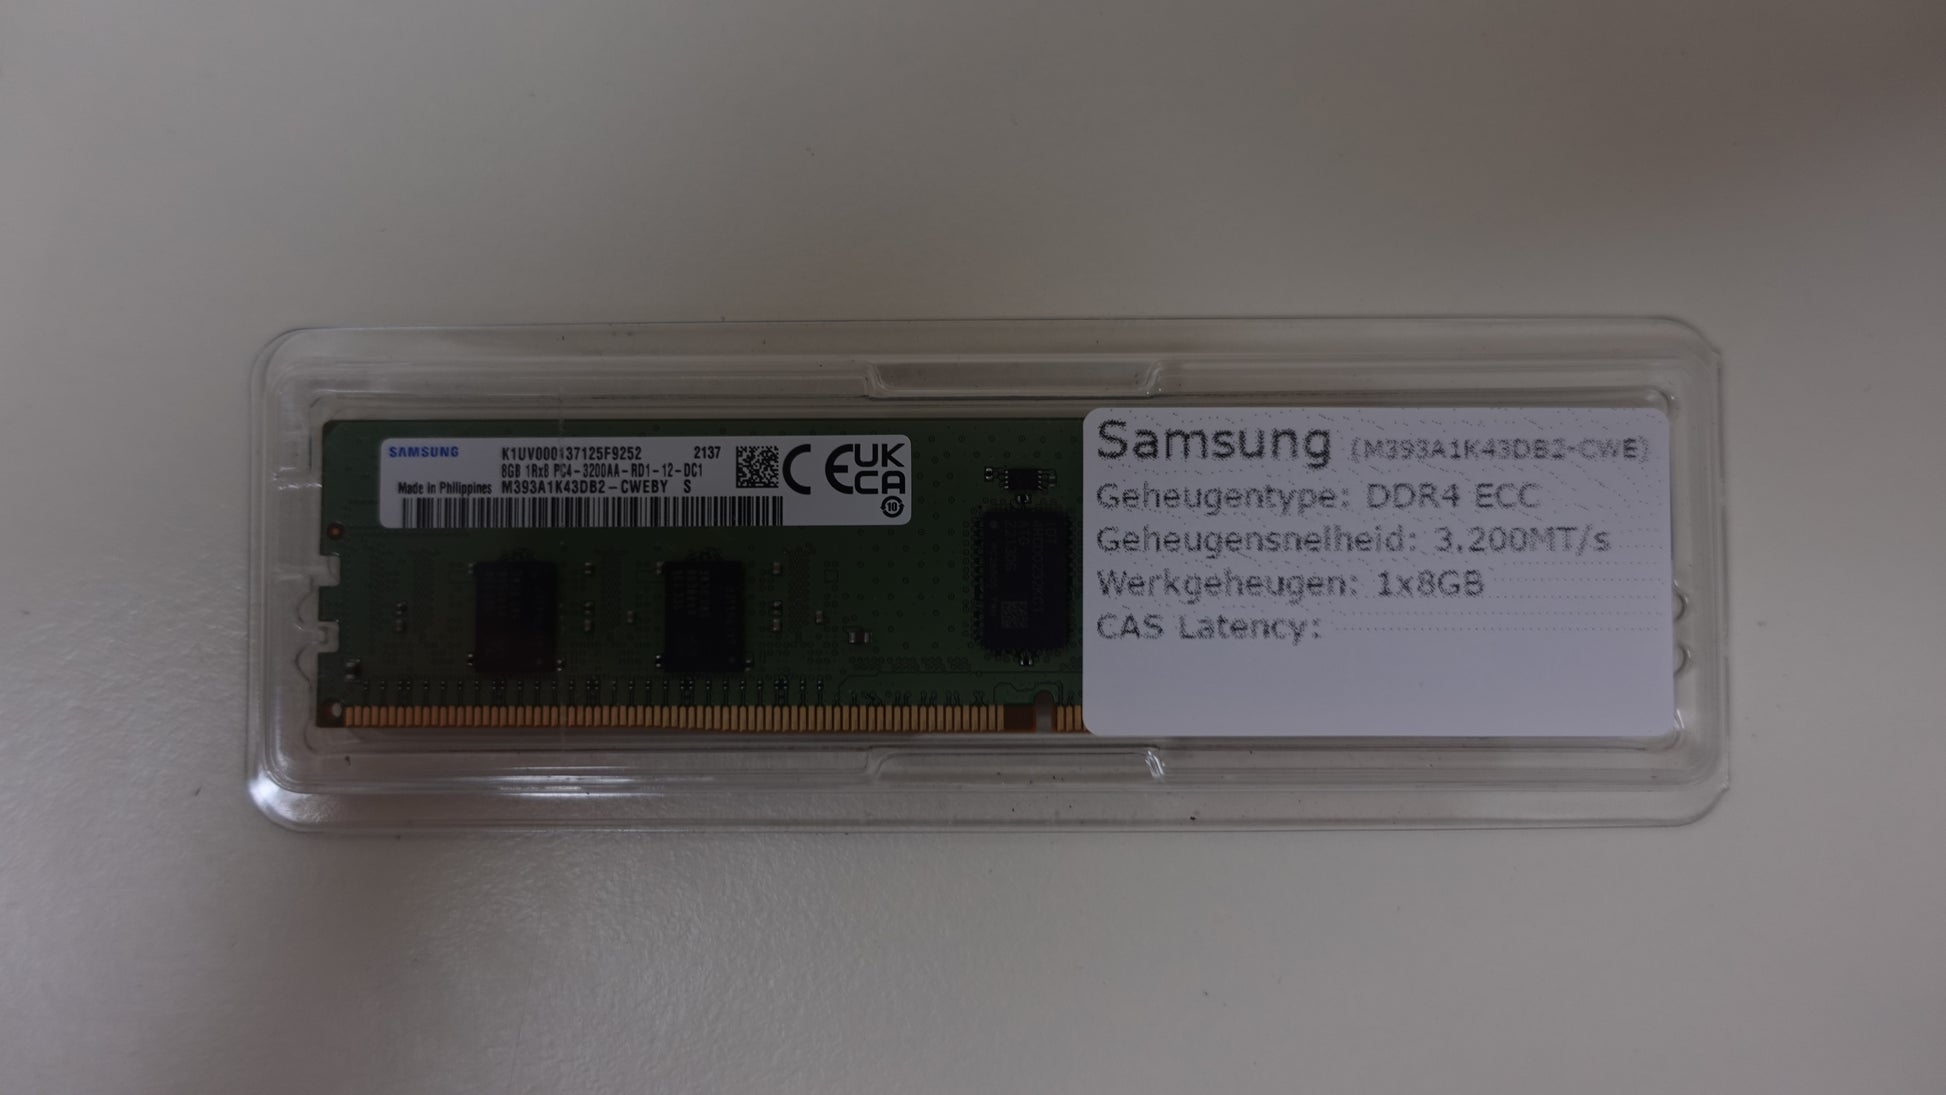 SAMSUNG
K1UV000137125F9252 2137
8GB 1Rx8 PC4-3200AA-RD1-12-DC1
Made in Philippines M393A1K43DB2-CWEBY S
CE UK
CA
10
Samsung (M393A1K43DB2-CWE)
Geheugentype: DDR4 ECC
Geheugensnelheid: 3.200MT/s
Werkgeheugen: 1x8GB
CAS Latency: